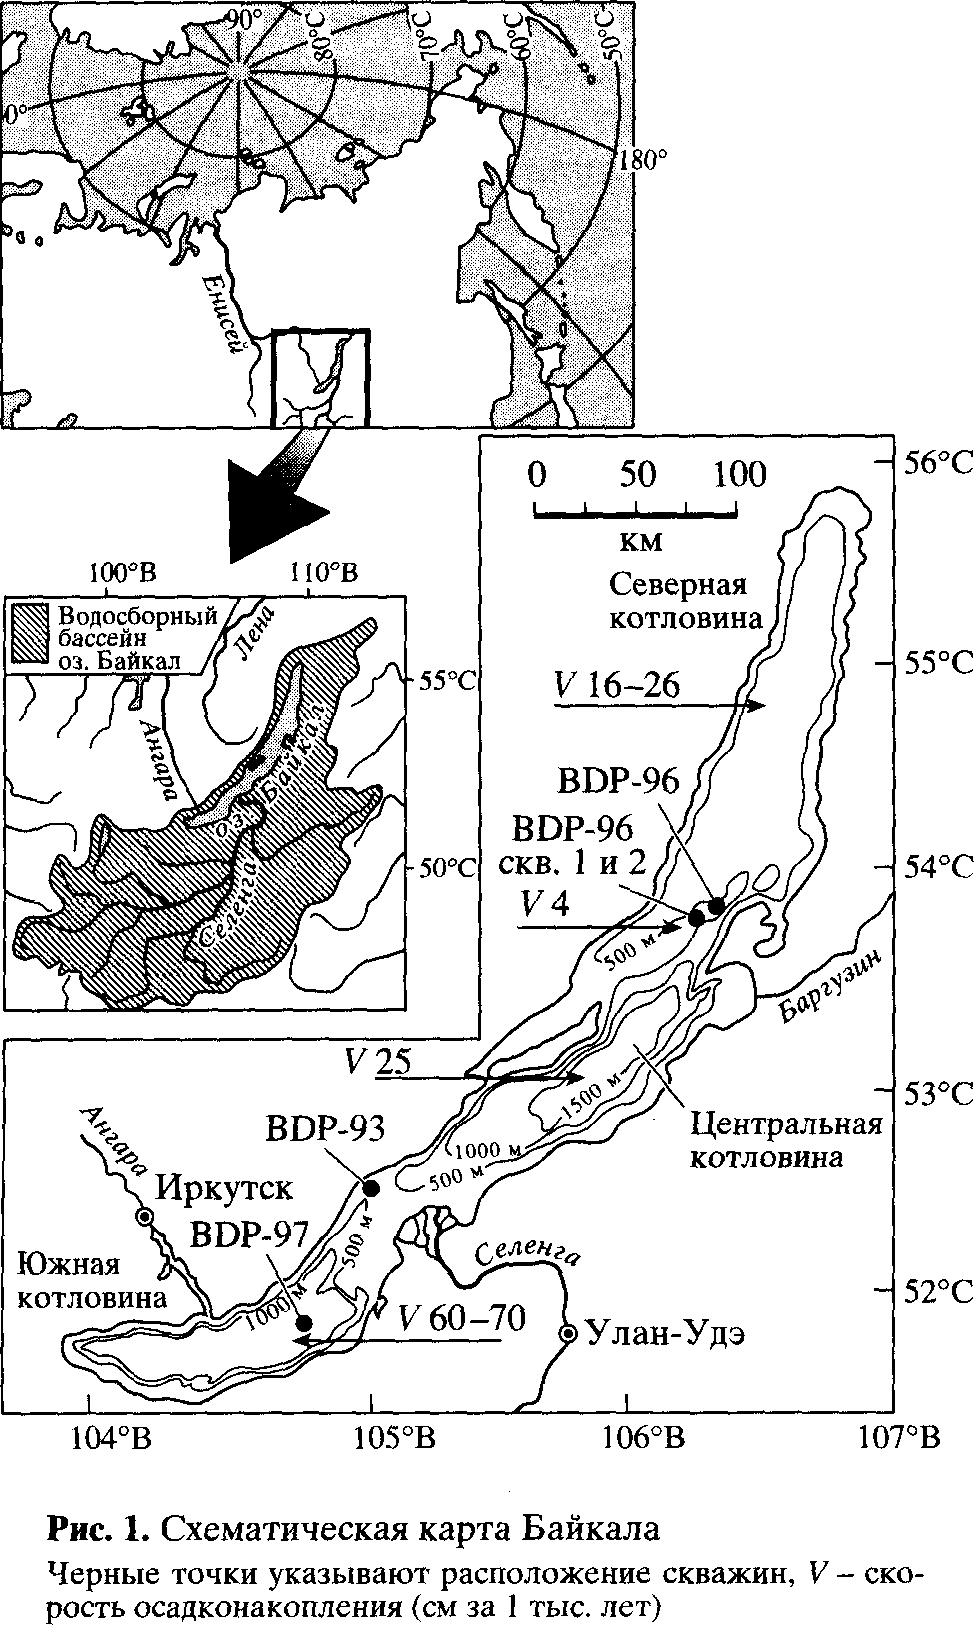 90°
80°С
70°С
60°С
50°С
0°
180°
Енисей
100°В
110°В
Водосборный
бассейн
оз. Байкал
Лена
Ангара
оз. Байкал
Селенга
55°С
50°С
0 50 100
км
56°С
Северная
котловина
55°С
V 16–26
BDP-96
BDP-96
скв. 1 и 2
54°С
V 4
500 м
Баргузин
V 25
1500 м
53°С
Ангара
BDP-93
Центральная
котловина
1000 м
500 м
Иркутск
BDP-97
500 м
Селенга
Южная
котловина
1000 м
52°С
V 60–70
Улан-Удэ
104°В
105°В
106°В
107°В
Рис. 1. Схематическая карта Байкала
Черные точки указывают расположение скважин, V – ско-
рость осадконакопления (см за 1 тыс. лет)